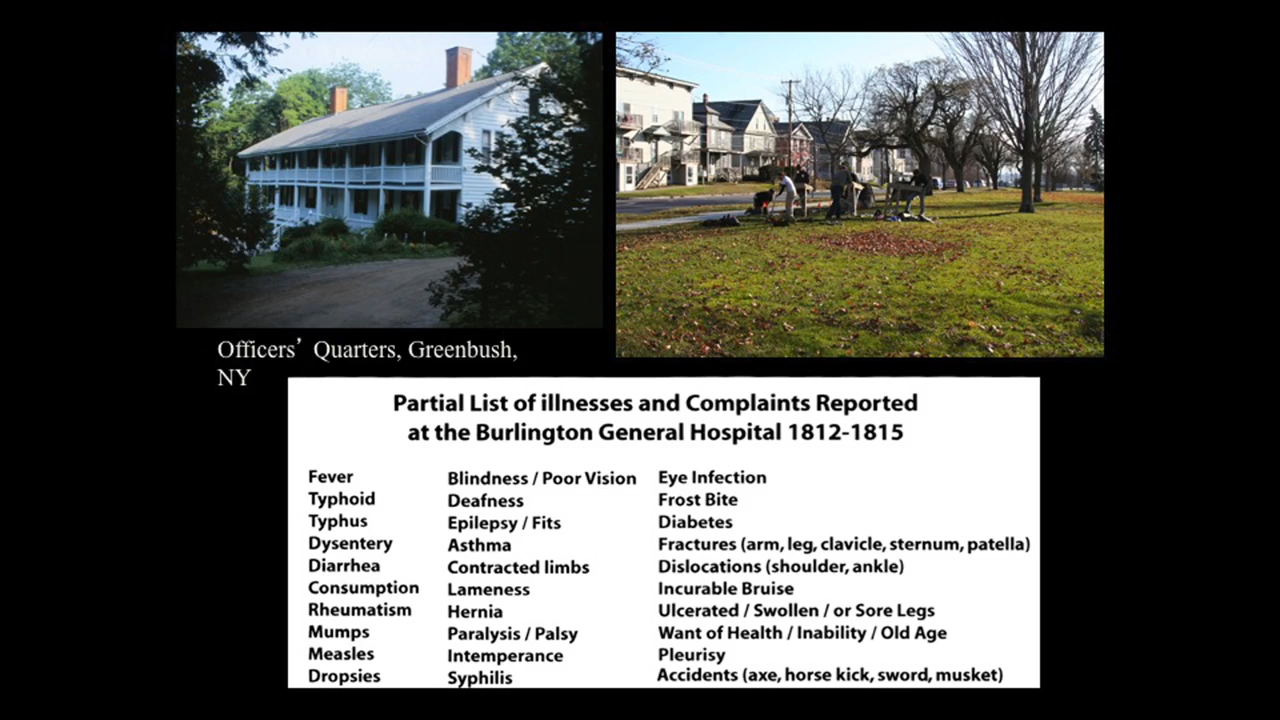 Officers’ Quarters, Greenbush,
NY
Partial List of illnesses and Complaints Reported
at the Burlington General Hospital 1812-1815
Fever
Typhoid
Typhus
Dysentery
Diarrhea
Consumption
Rheumatism
Mumps
Measles
Dropsies
Blindness / Poor Vision
Deafness
Epilepsy / Fits
Asthma
Contracted limbs
Lameness
Hernia
Paralysis / Palsy
Intemperance
Syphilis
Eye Infection
Frost Bite
Diabetes
Fractures (arm, leg, clavicle, sternum, patella)
Dislocations (shoulder, ankle)
Incurable Bruise
Ulcerated / Swollen / or Sore Legs
Want of Health / Inability / Old Age
Pleurisy
Accidents (axe, horse kick, sword, musket)